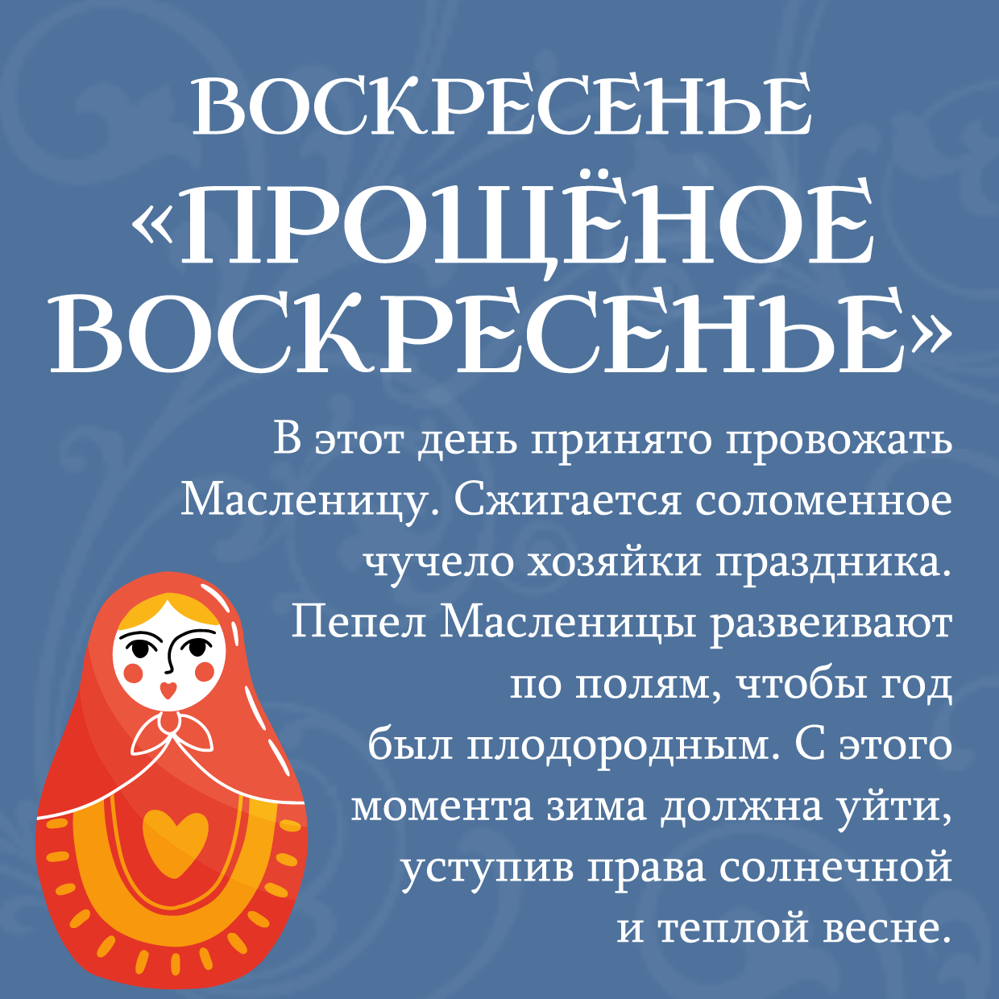 ВОСКРЕСЕНЬЕ
«ПРОЩЁНОЕ
ВОСКРЕСЕНЬЕ»
В этот день принято провожать
Масленицу. Сжигается соломенное
чучело хозяйки праздника.
Пепел Масленицы развеивают
по полям, чтобы год
был плодородным. С этого
момента зима должна уйти,
уступив права солнечной
и теплой весне.